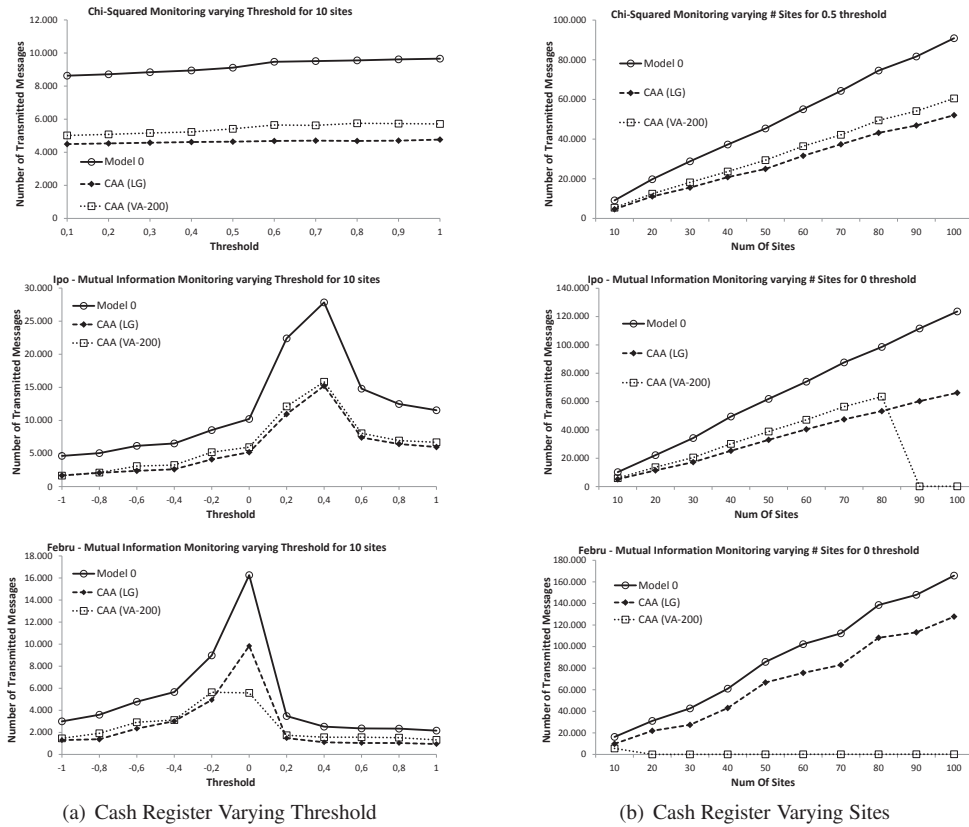 Chi-Squared Monitoring varying Threshold for 10 sites
Number of Transmitted Messages
12.000
10.000
8.000
6.000
4.000
2.000
0
Model 0
CAA (LG)
CAA (VA-200)
0,1 0,2 0,3 0,4 0,5 0,6 0,7 0,8 0,9 1
Threshold
Ipo - Mutual Information Monitoring varying Threshold for 10 sites
Number of Transmitted Messages
30.000
25.000
20.000
15.000
10.000
5.000
0
Model 0
CAA (LG)
CAA (VA-200)
-1 -0,8 -0,6 -0,4 -0,2 0 0,2 0,4 0,6 0,8 1
Threshold
Febru - Mutual Information Monitoring varying Threshold for 10 sites
Number of Transmitted Messages
18.000
16.000
14.000
12.000
10.000
8.000
6.000
4.000
2.000
0
Model 0
CAA (LG)
CAA (VA-200)
-1 -0,8 -0,6 -0,4 -0,2 0 0,2 0,4 0,6 0,8 1
Threshold
(a) Cash Register Varying Threshold
Chi-Squared Monitoring varying # Sites for 0.5 threshold
Number of Transmitted Messages
100.000
80.000
60.000
40.000
20.000
0
Model 0
CAA (LG)
CAA (VA-200)
10 20 30 40 50 60 70 80 90 100
Num Of Sites
Ipo - Mutual Information Monitoring varying # Sites for 0 threshold
Number of Transmitted Messages
140.000
120.000
100.000
80.000
60.000
40.000
20.000
0
Model 0
CAA (LG)
CAA (VA-200)
10 20 30 40 50 60 70 80 90 100
Num Of Sites
Febru - Mutual Information Monitoring varying # Sites for 0 threshold
Number of Transmitted Messages
180.000
160.000
140.000
120.000
100.000
80.000
60.000
40.000
20.000
0
Model 0
CAA (LG)
CAA (VA-200)
10 20 30 40 50 60 70 80 90 100
Num Of Sites
(b) Cash Register Varying Sites